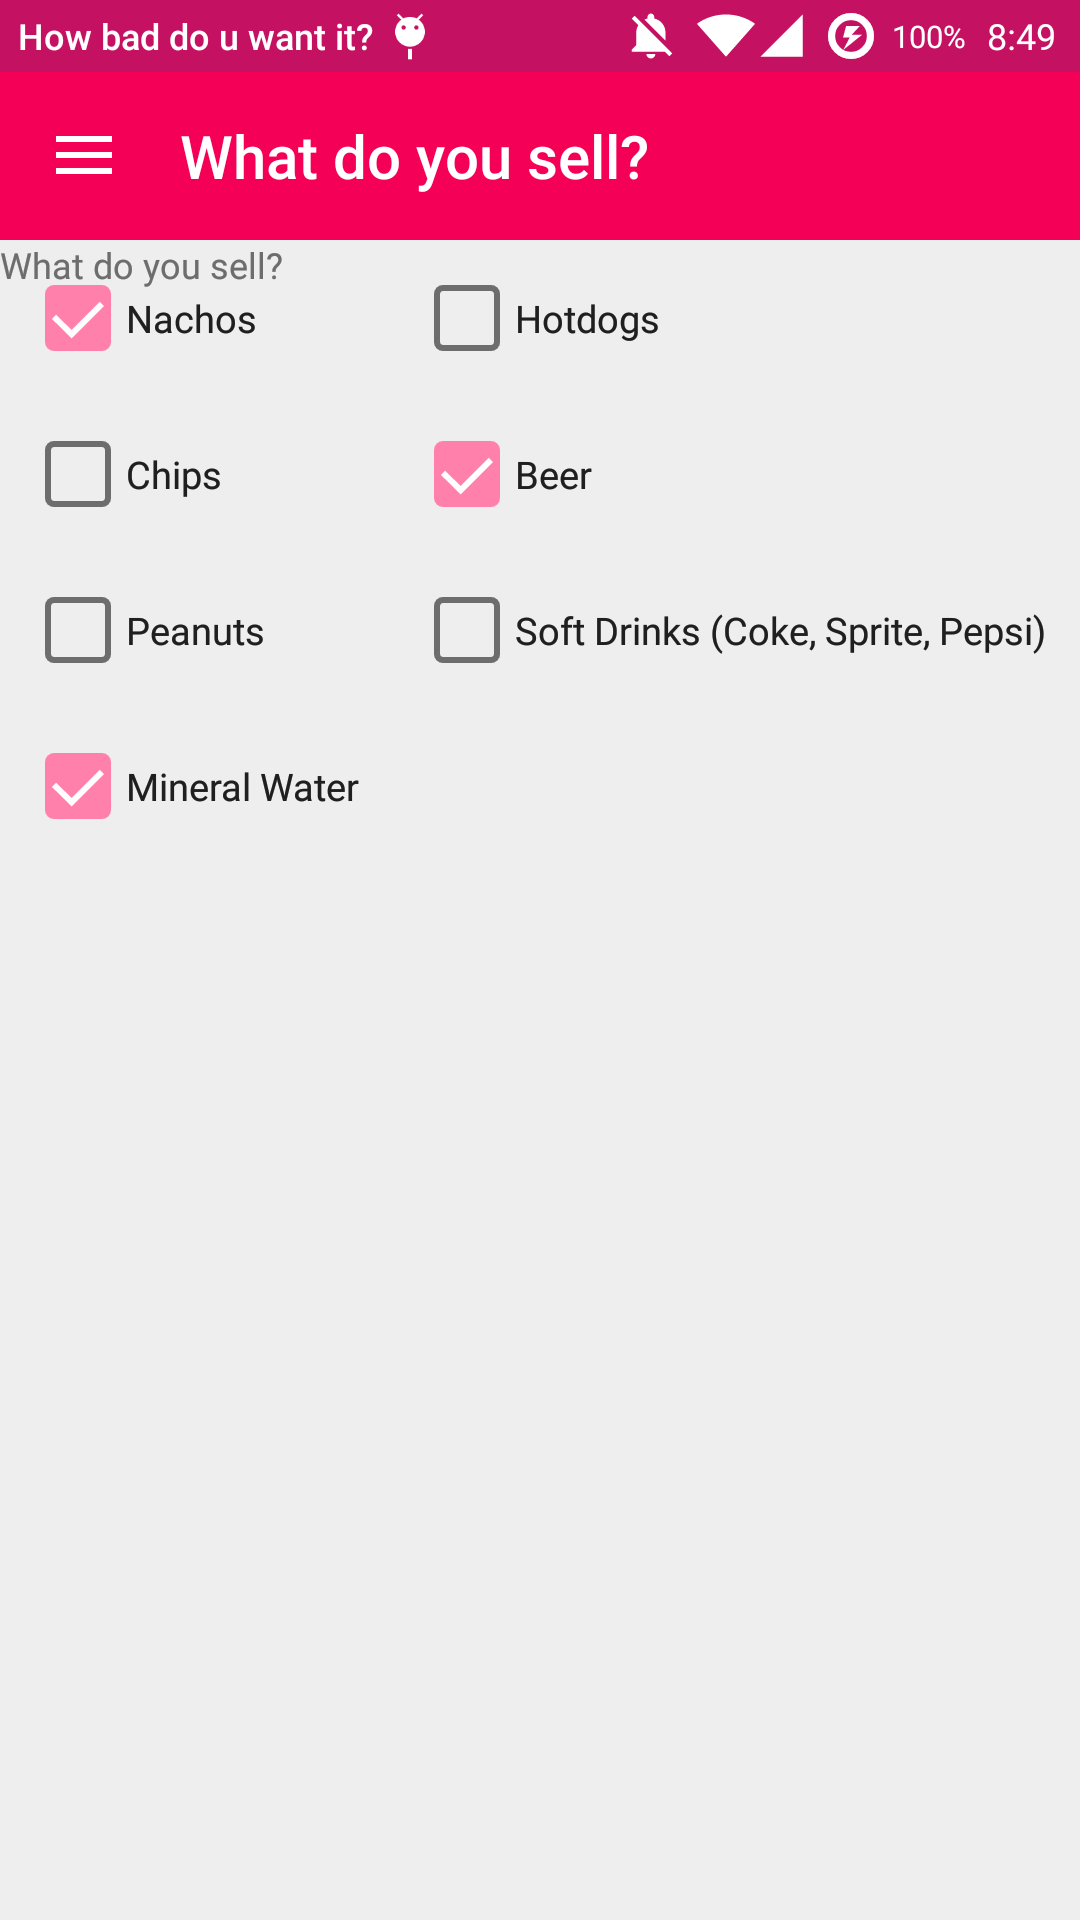 How bad do u want it? 100% 8:49
What do you sell?
What do you sell?
Nachos Hotdogs
Chips Beer
Peanuts Soft Drinks (Coke, Sprite, Pepsi)
Mineral Water